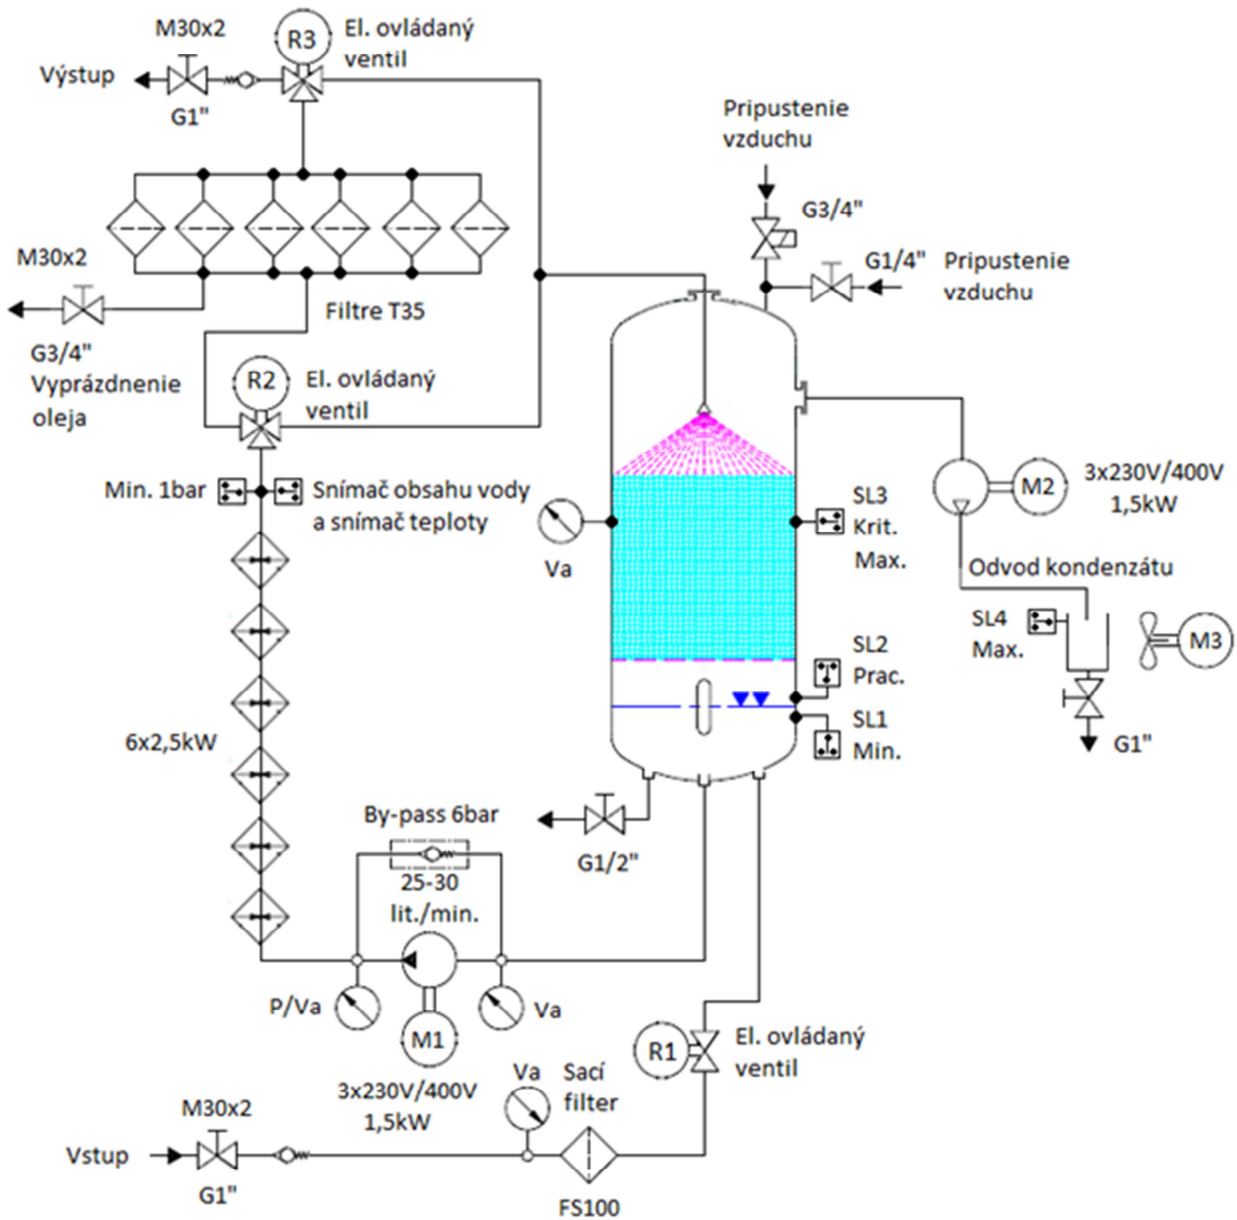 M30x2
R3
El. ovládaný
ventil
Výstup
G1"
Pripustenie
vzduchu
G3/4"
G1/4"
Pripustenie
vzduchu
M30x2
Filtre T35
G3/4"
Vyprázdnenie
oleja
R2
El. ovládaný
ventil
Min. 1bar
Snímač obsahu vody
a snímač teploty
Va
SL3
Krit.
Max.
M2
3x230V/400V
1,5kW
Odvod kondenzátu
SL4
Max.
M3
SL2
Prac.
SL1
Min.
G1"
6x2,5kW
By-pass 6bar
25-30
lit./min.
G1/2"
P/Va
M1
Va
3x230V/400V
1,5kW
R1
El. ovládaný
ventil
Va
Sací
filter
M30x2
Vstup
G1"
FS100